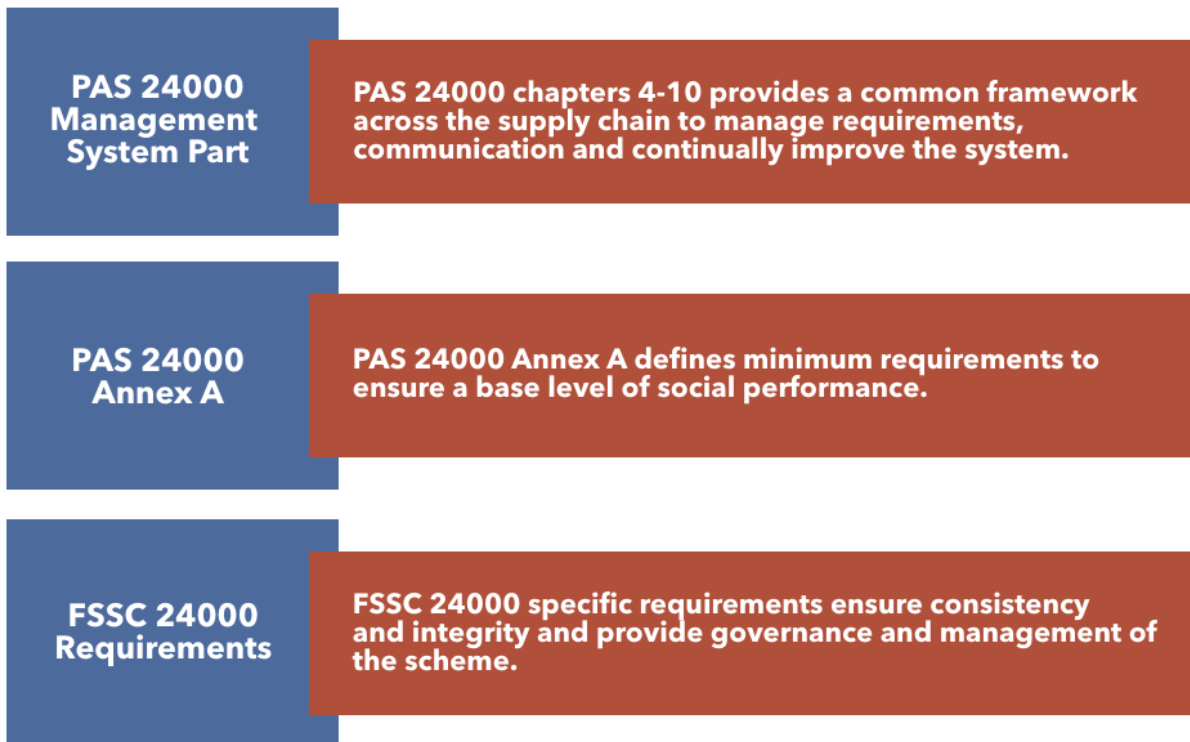 PAS 24000
Management
System Part
PAS 24000 chapters 4-10 provides a common framework
across the supply chain to manage requirements,
communication and continually improve the system.
PAS 24000
Annex A
PAS 24000 Annex A defines minimum requirements to
ensure a base level of social performance.
FSSC 24000
Requirements
FSSC 24000 specific requirements ensure consistency
and integrity and provide governance and management of
the scheme.